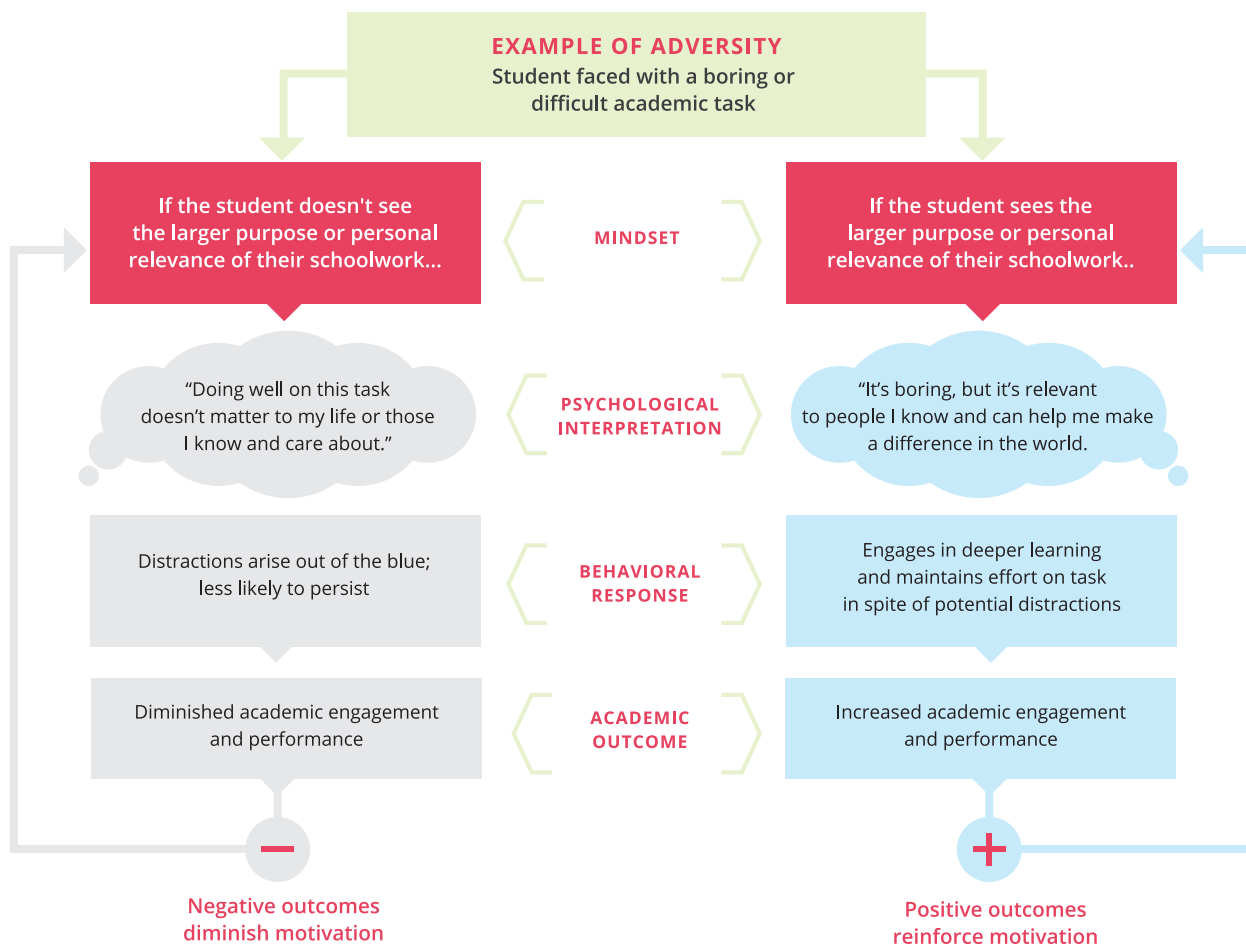 EXAMPLE OF ADVERSITY
Student faced with a boring or
difficult academic task
If the student doesn't see
the larger purpose or personal
relevance of their schoolwork...
MINDSET
If the student sees the
larger purpose or personal
relevance of their schoolwork..
“Doing well on this task
doesn’t matter to my life or those
I know and care about.”
PSYCHOLOGICAL
INTERPRETATION
“It’s boring, but it’s relevant
to people I know and can help me make
a difference in the world.
Distractions arise out of the blue;
less likely to persist
BEHAVIORAL
RESPONSE
Engages in deeper learning
and maintains effort on task
in spite of potential distractions
Diminished academic engagement
and performance
ACADEMIC
OUTCOME
Increased academic engagement
and performance
Negative outcomes
diminish motivation
Positive outcomes
reinforce motivation